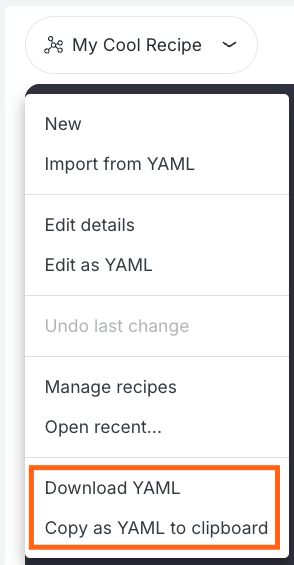 My Cool Recipe
New
Import from YAML
Edit details
Edit as YAML
Undo last change
Manage recipes
Open recent...
Download YAML
Copy as YAML to clipboard